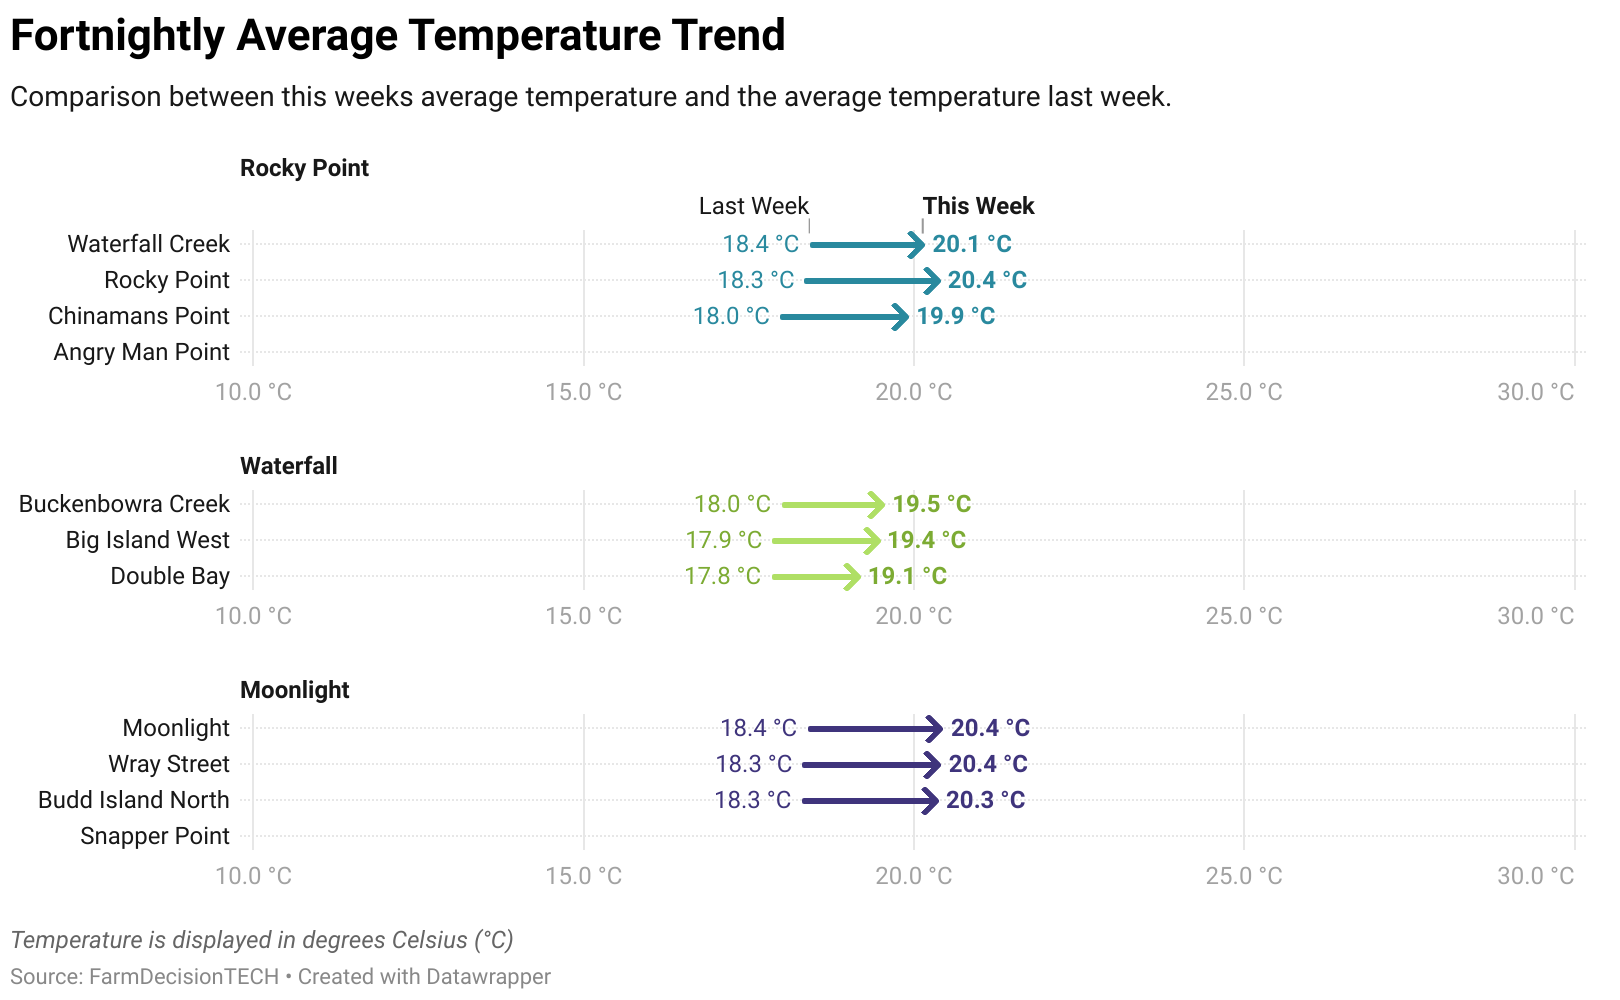 Fortnightly Average Temperature Trend
Comparison between this weeks average temperature and the average temperature last week.
Rocky Point
Last Week This Week
Waterfall Creek 18.4 °C 20.1 °C
Rocky Point 18.3 °C 20.4 °C
Chinamans Point 18.0 °C 19.9 °C
Angry Man Point
10.0 °C 15.0 °C 20.0 °C 25.0 °C 30.0 °C
Waterfall
Buckenbowra Creek 18.0 °C 19.5 °C
Big Island West 17.9 °C 19.4 °C
Double Bay 17.8 °C 19.1 °C
10.0 °C 15.0 °C 20.0 °C 25.0 °C 30.0 °C
Moonlight
Moonlight 18.4 °C 20.4 °C
Wray Street 18.3 °C 20.4 °C
Budd Island North 18.3 °C 20.3 °C
Snapper Point
10.0 °C 15.0 °C 20.0 °C 25.0 °C 30.0 °C
Temperature is displayed in degrees Celsius (°C)
Source: FarmDecisionTECH • Created with Datawrapper